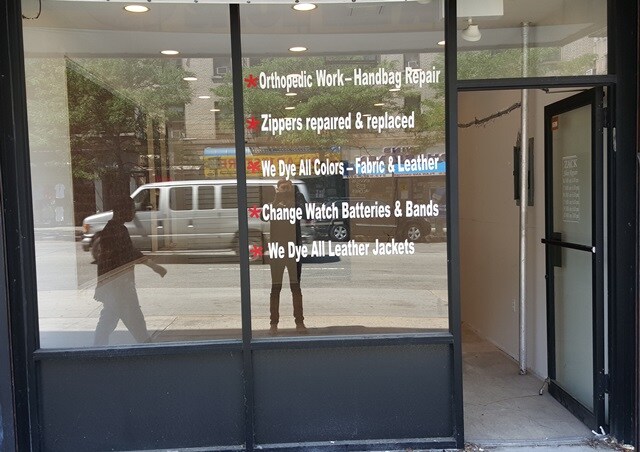 *Orthopedic Work – Handbag Repair
*Zippers repaired & replaced
*We Dye All Colors – Fabric & Leather
*Change Watch Batteries & Bands
* We Dye All Leather Jackets